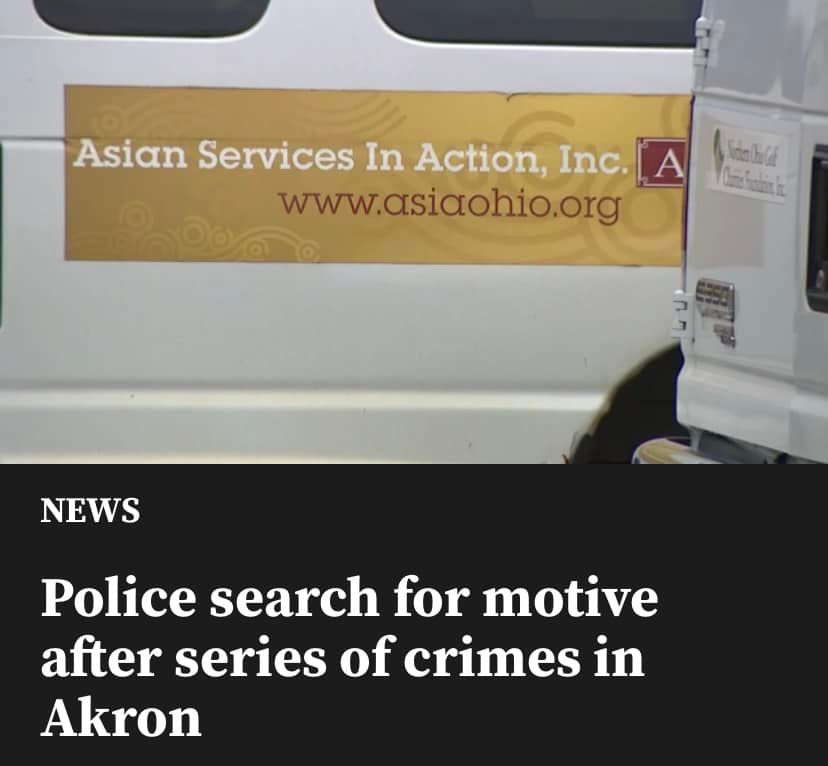 Asian Services In Action, Inc. A
www.asiaohio.org
Northern Ohio Golf
Charities Foundation, Inc.
NEWS
Police search for motive
after series of crimes in
Akron